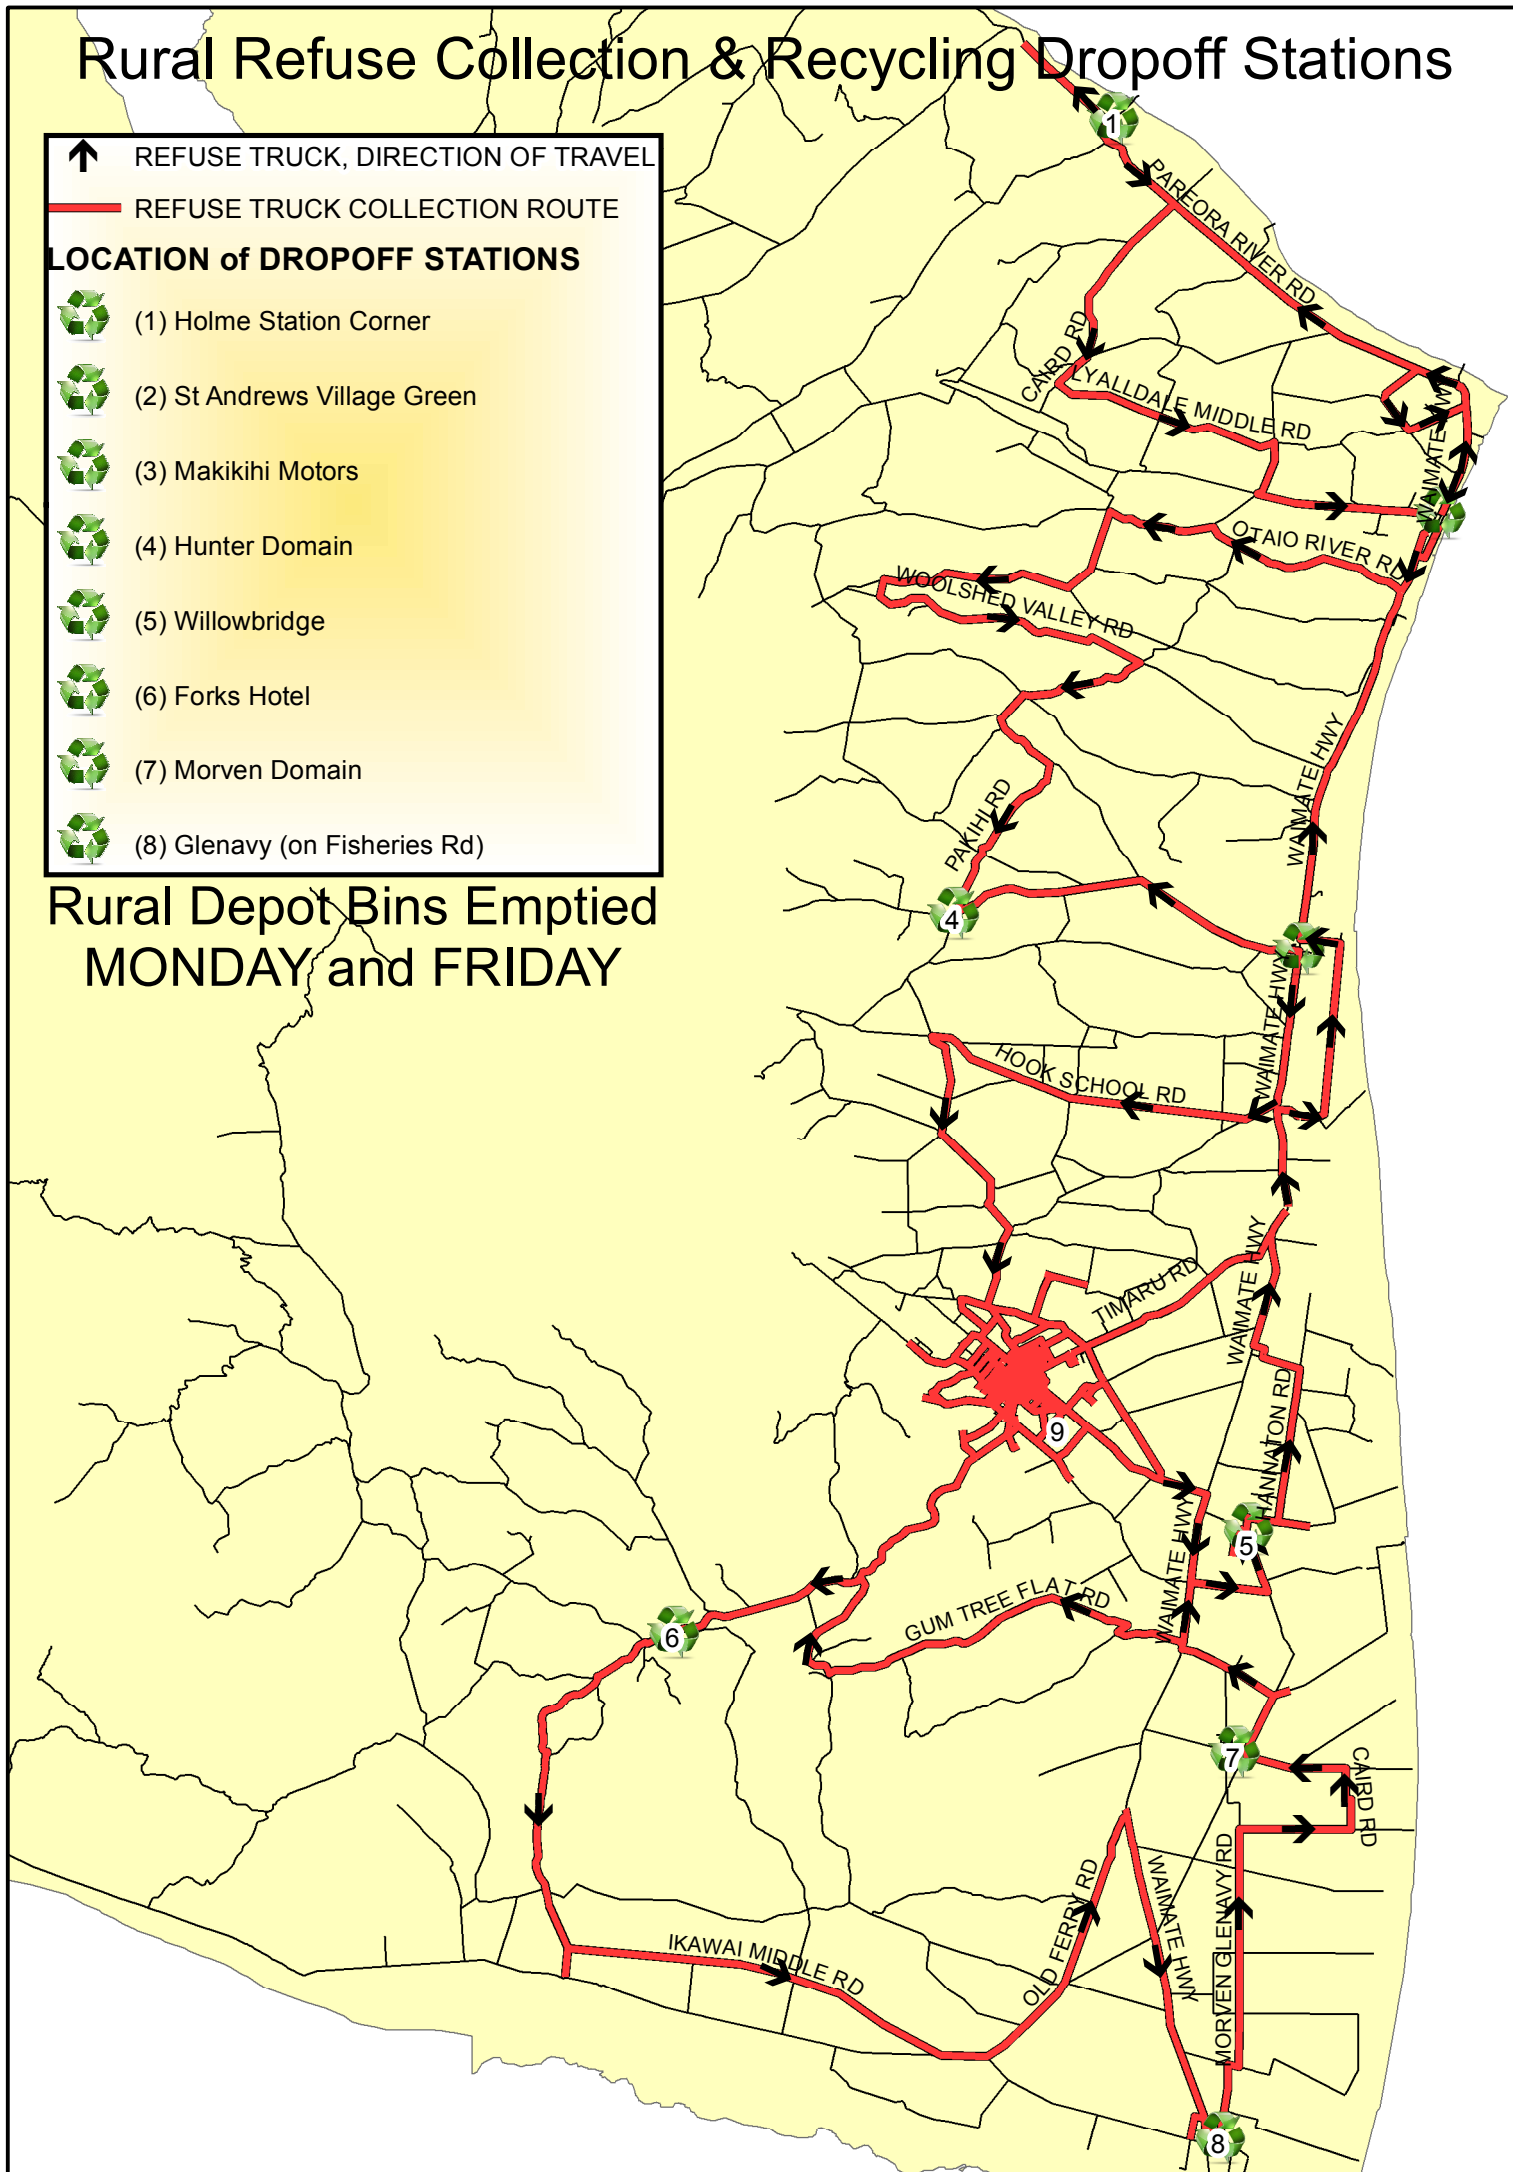 Rural Refuse Collection & Recycling Dropoff Stations
REFUSE TRUCK, DIRECTION OF TRAVEL
REFUSE TRUCK COLLECTION ROUTE
LOCATION of DROPOFF STATIONS
(1) Holme Station Corner
(2) St Andrews Village Green
(3) Makikihi Motors
(4) Hunter Domain
(5) Willowbridge
(6) Forks Hotel
(7) Morven Domain
(8) Glenavy (on Fisheries Rd)
Rural Depot Bins Emptied
MONDAY and FRIDAY
1
PAREORA RIVER RD
CAIRD RD
LYALLDALE MIDDLE RD
WAIMATE HWY
OTAIO RIVER RD
WOOLSHED VALLEY RD
WAIMATE HWY
PAKIHI RD
4
WAIMATE HWY
HOOK SCHOOL RD
WAIMATE HWY
TIMARU RD
HANNATON RD
9
WAIMATE HWY
5
GUM TREE FLAT RD
6
7
CAIRD RD
MORVEN GLENAVY RD
WAIMATE HWY
OLD FERRY RD
IKAWAI MIDDLE RD
8